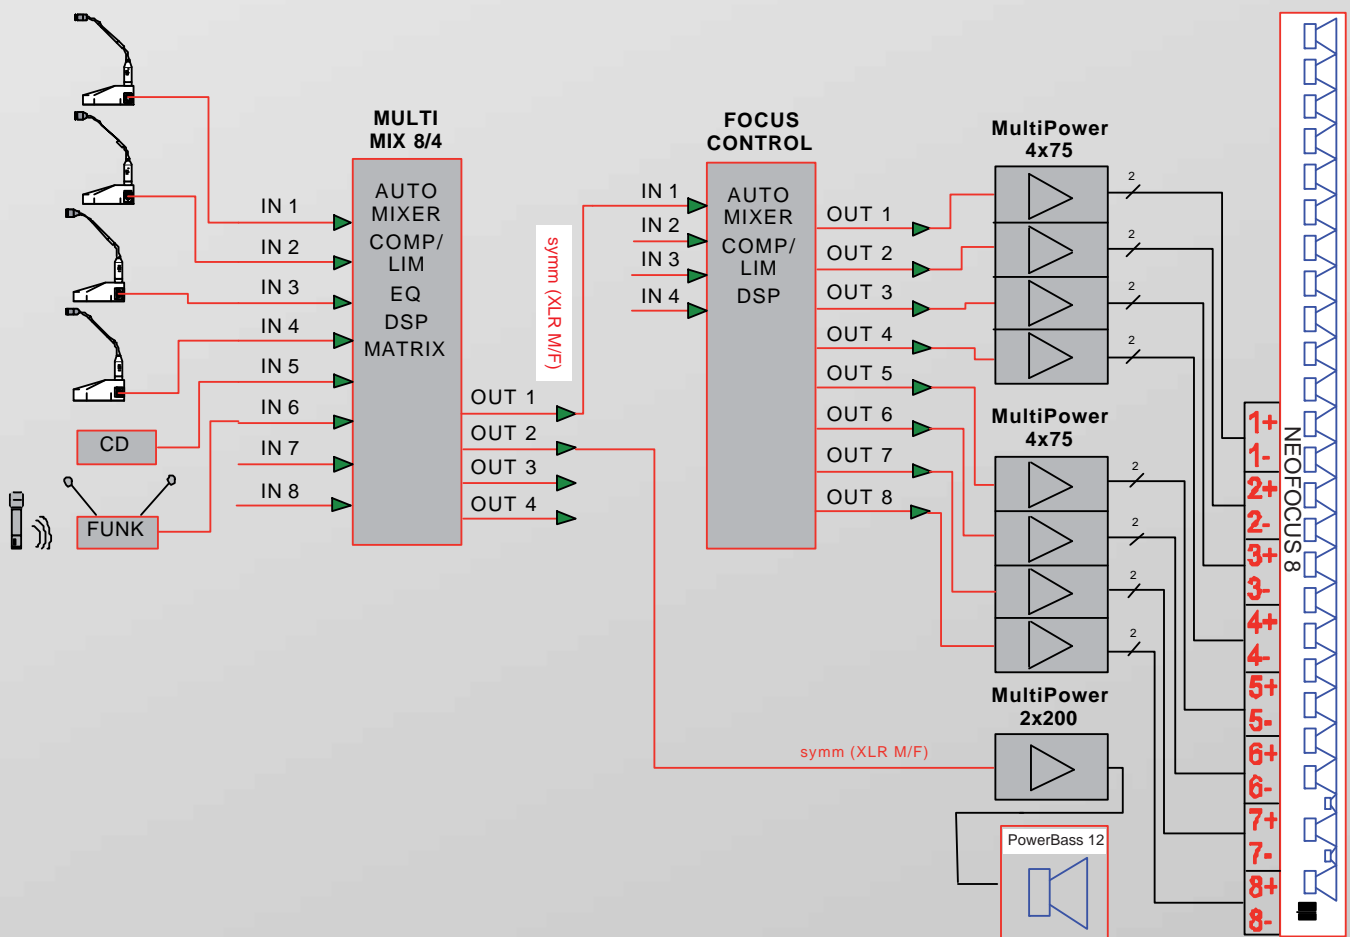 MULTI
MIX 8/4
AUTO
MIXER
COMP/
LIM
EQ
DSP
MATRIX
IN 1
IN 2
IN 3
IN 4
IN 5
IN 6
IN 7
IN 8
CD
FUNK
OUT 1
OUT 2
OUT 3
OUT 4
symm (XLR M/F)
FOCUS
CONTROL
AUTO
MIXER
COMP/
LIM
DSP
IN 1
IN 2
IN 3
IN 4
OUT 1
OUT 2
OUT 3
OUT 4
OUT 5
OUT 6
OUT 7
OUT 8
MultiPower
4x75
2
2
2
2
MultiPower
4x75
2
2
2
2
MultiPower
2x200
symm (XLR M/F)
PowerBass 12
1+
1-
2+
2-
3+
3-
4+
4-
5+
5-
6+
6-
7+
7-
8+
8-
NEOFOCUS 8